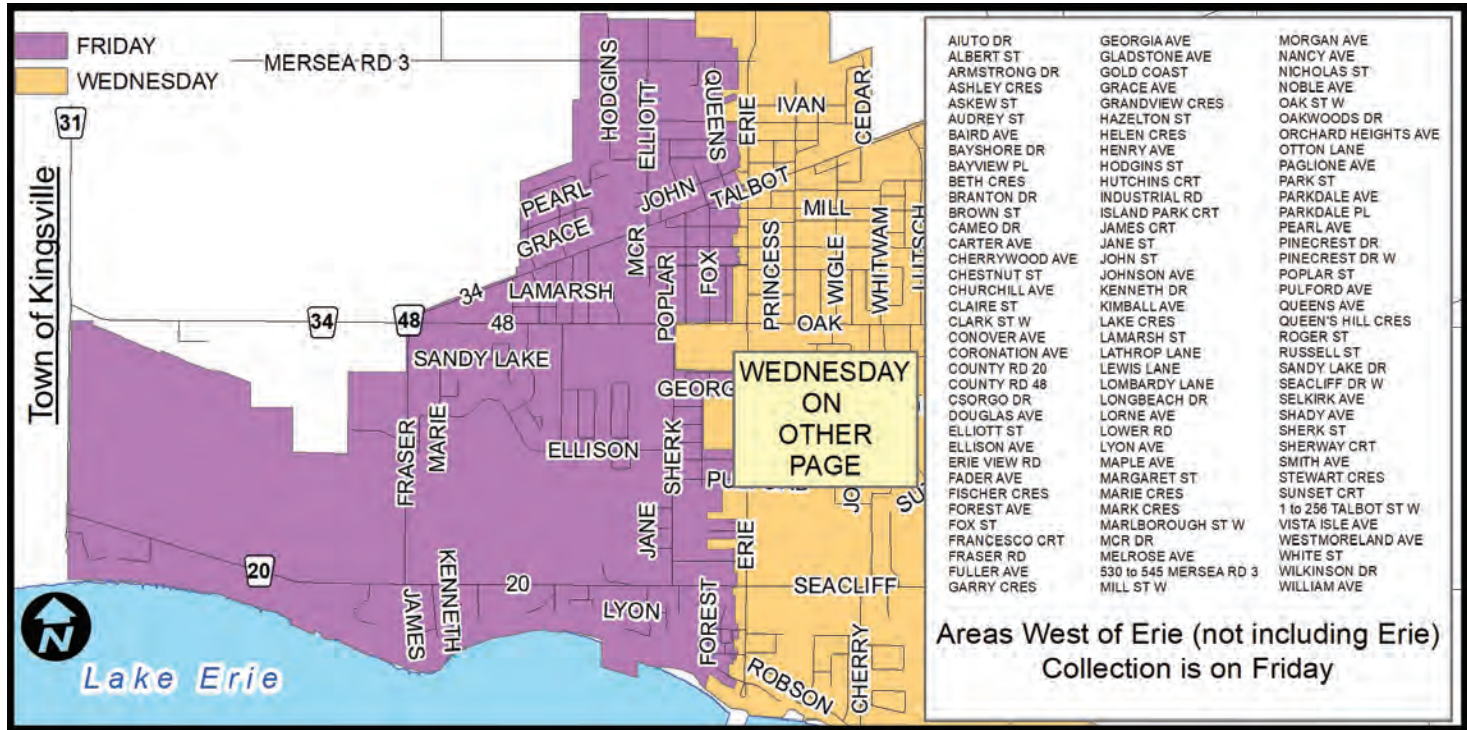 FRIDAY
WEDNESDAY
MERSEA RD 3
31
Town of Kingsville
HODGINS
ELLIOTT
QUEENS
ERIE
IVAN
CEDAR
PEARL
JOHN
TALBOT
GRACE
MCR
MILL
34
LAMARSH
POPLAR
FOX
PRINCESS
WIGLE
WHITWAM
34
48
48
OAK
SANDY LAKE
GEORG
WEDNESDAY
ON
OTHER
PAGE
FRASER
MARIE
ELLISON
SHERK
JANE
ERIE
20
KENNETH
20
SEACLIFF
JAMES
LYON
FOREST
CHERRY
ROBSON
N
Lake Erie
AIUTO DR
ALBERT ST
ARMSTRONG DR
ASHLEY CRES
ASKEW ST
AUDREY ST
BAIRD AVE
BAYSHORE DR
BAYVIEW PL
BETH CRES
BRANTON DR
BROWN ST
CAMEO DR
CARTER AVE
CHERRYWOOD AVE
CHESTNUT ST
CHURCHILL AVE
CLAIRE ST
CLARK ST W
CONOVER AVE
CORONATION AVE
COUNTY RD 20
COUNTY RD 48
CSORGO DR
DOUGLAS AVE
ELLIOTT ST
ELLISON AVE
ERIE VIEW RD
FADER AVE
FISCHER CRES
FOREST AVE
FOX ST
FRANCESCO CRT
FRASER RD
FULLER AVE
GARRY CRES
GEORGIA AVE
GLADSTONE AVE
GOLD COAST
GRACE AVE
GRANDVIEW CRES
HAZELTON ST
HELEN CRES
HENRY AVE
HODGINS ST
HUTCHINS CRT
INDUSTRIAL RD
ISLAND PARK CRT
JAMES CRT
JANE ST
JOHN ST
JOHNSON AVE
KENNETH DR
KIMBALL AVE
LAKE CRES
LAMARSH ST
LATHROP LANE
LEWIS LANE
LOMBARDY LANE
LONGBEACH DR
LORNE AVE
LOWER RD
LYON AVE
MAPLE AVE
MARGARET ST
MARIE CRES
MARK CRES
MARLBOROUGH ST W
MCR DR
MELROSE AVE
530 to 545 MERSEA RD 3
MILL ST W
MORGAN AVE
NANCY AVE
NICHOLAS ST
NOBLE AVE
OAK ST W
OAKWOODS DR
ORCHARD HEIGHTS AVE
OTTON LANE
PAGLIONE AVE
PARK ST
PARKDALE AVE
PARKDALE PL
PEARL AVE
PINECREST DR
PINECREST DR W
POPLAR ST
PULFORD AVE
QUEENS AVE
QUEEN'S HILL CRES
ROGER ST
RUSSELL ST
SANDY LAKE DR
SEACLIFF DR W
SELKIRK AVE
SHADY AVE
SHERK ST
SHERWAY CRT
SMITH AVE
STEWART CRES
SUNSET CRT
1 to 256 TALBOT ST W
VISTA ISLE AVE
WESTMORELAND AVE
WHITE ST
WILKINSON DR
WILLIAM AVE
Areas West of Erie (not including Erie)
Collection is on Friday